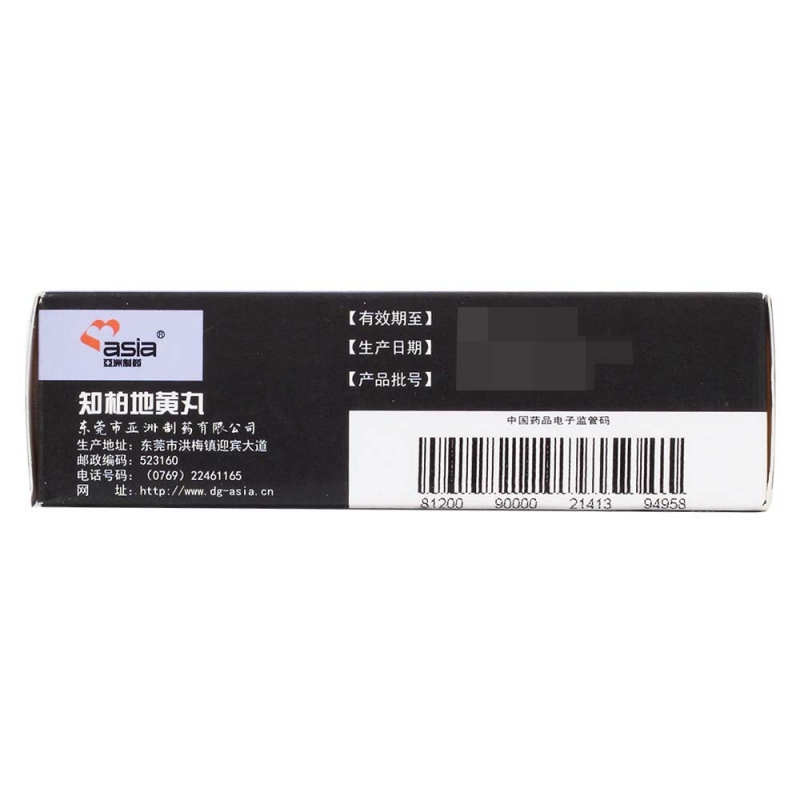 asia®
亞洲制药
知柏地黄丸
东莞市亚洲制药有限公司
生产地址：东莞市洪梅镇迎宾大道
邮政编码：523160
电话号码：(0769) 22461165
网　　址：http://www.dg-asia.cn
【有效期至】
【生产日期】
【产品批号】
中国药品电子监管码
81200 90000 21413 94958